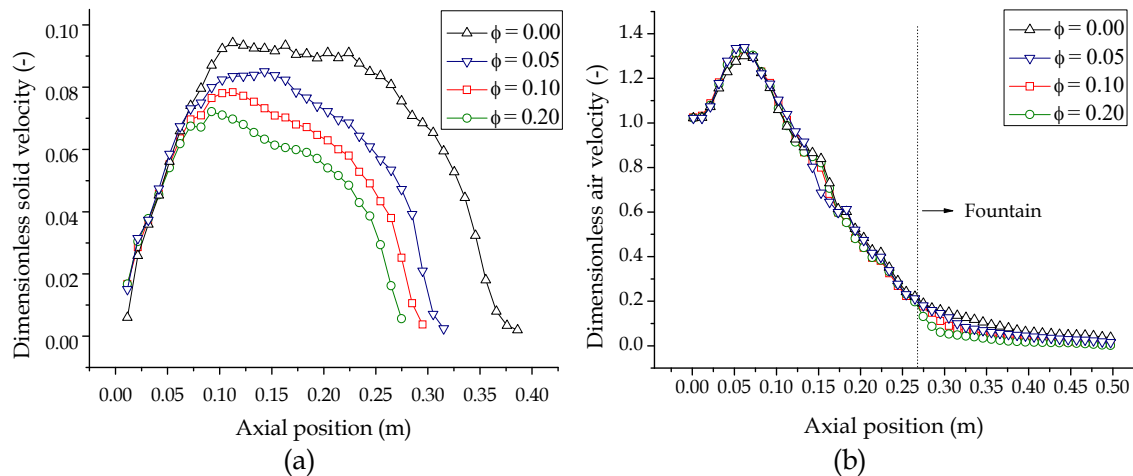 Dimensionless solid velocity (-)
0.10
0.08
0.06
0.04
0.02
0.00
ϕ = 0.00
ϕ = 0.05
ϕ = 0.10
ϕ = 0.20
0.00 0.05 0.10 0.15 0.20 0.25 0.30 0.35 0.40
Axial position (m)
(a)
Dimensionless air velocity (-)
1.4
1.2
1.0
0.8
0.6
0.4
0.2
0.0
ϕ = 0.00
ϕ = 0.05
ϕ = 0.10
ϕ = 0.20
Fountain
0.00 0.05 0.10 0.15 0.20 0.25 0.30 0.35 0.40 0.45 0.50
Axial position (m)
(b)